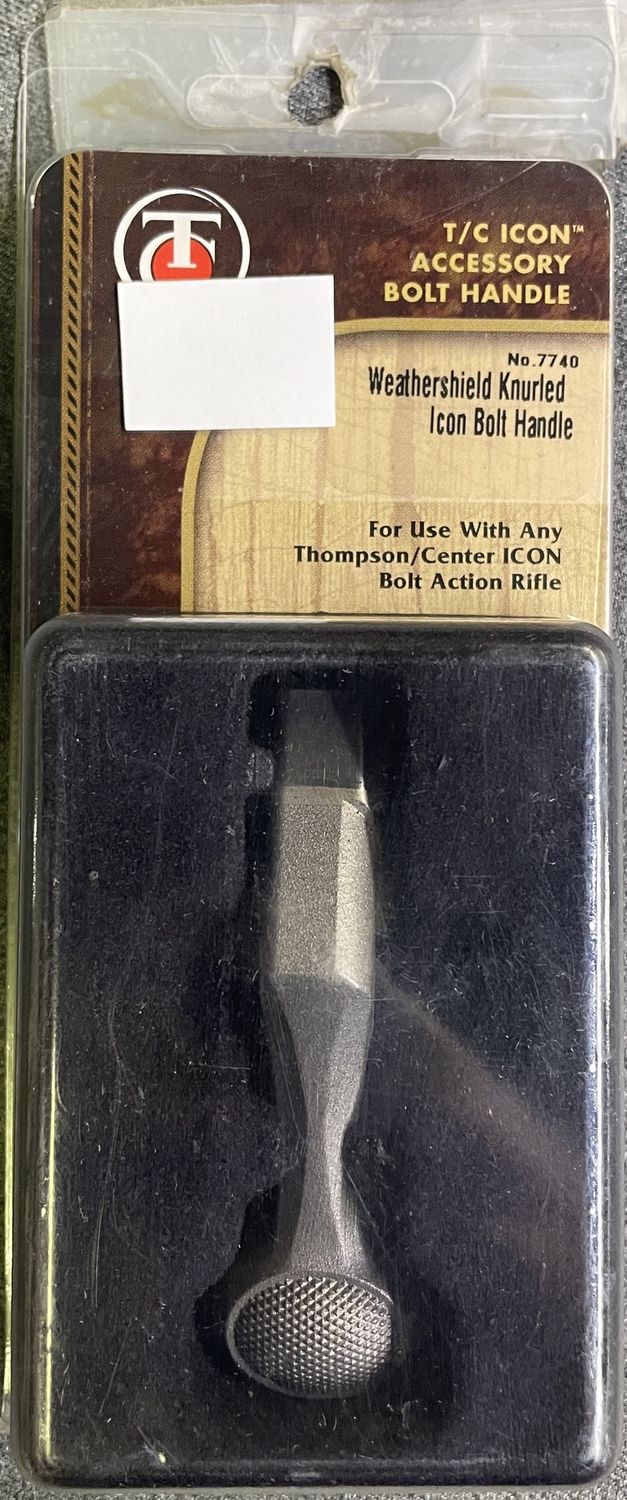 TC
T/C ICON™
ACCESSORY
BOLT HANDLE
No.7740
Weathershield Knurled
Icon Bolt Handle
For Use With Any
Thompson/Center ICON
Bolt Action Rifle